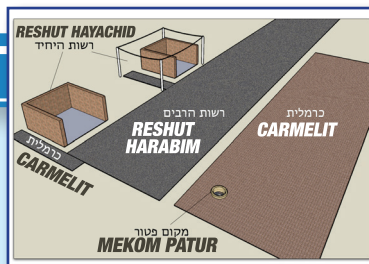 RESHUT HAYACHID
רשות היחיד
רשות הרבים
RESHUT
HARABIM
כרמלית
CARMELIT
כרמלית
CARMELIT
מקום פטור
MEKOM PATUR